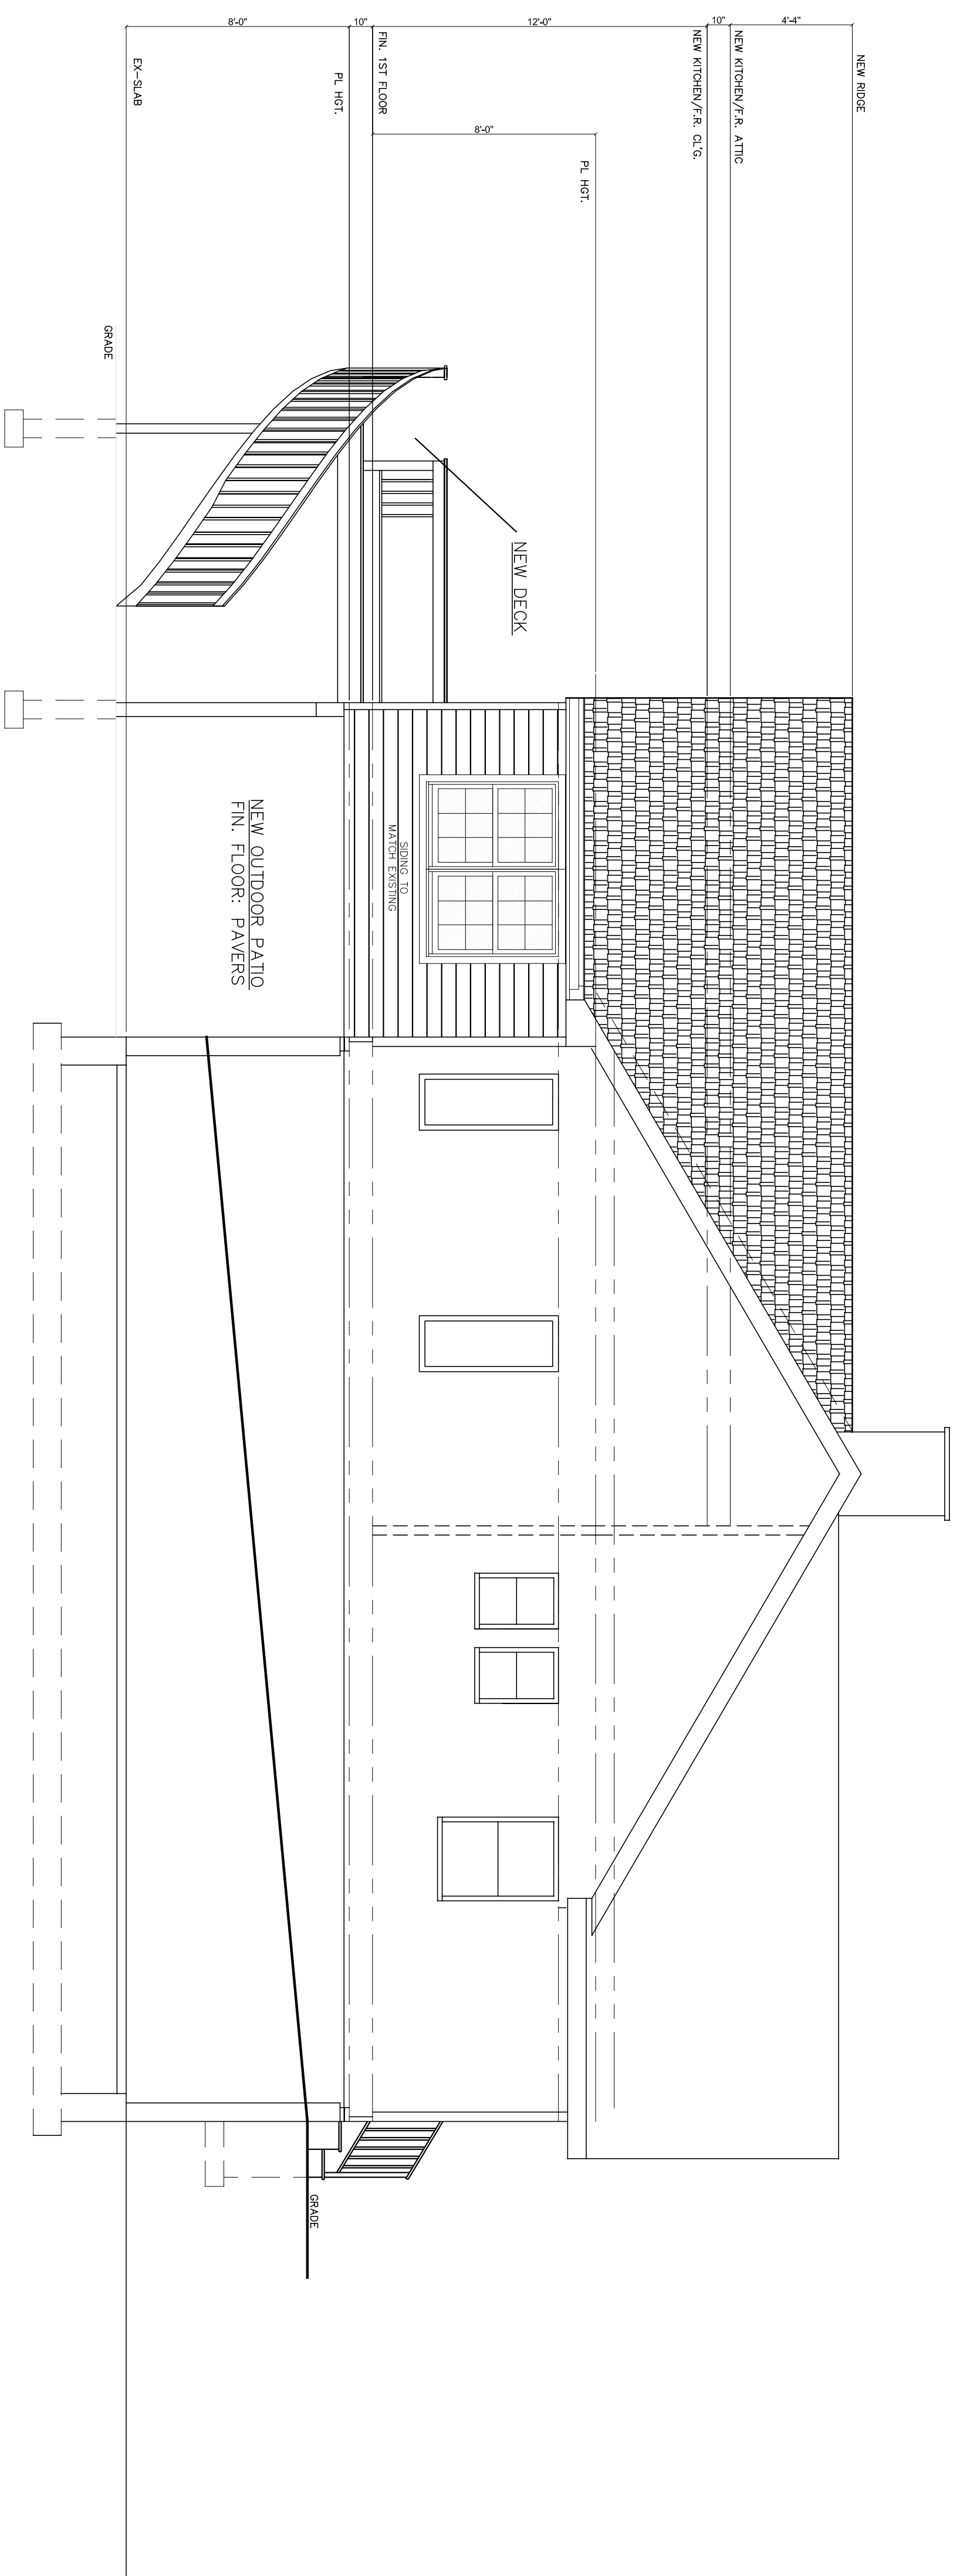 NEW RIDGE
4'-4"
NEW KITCHEN/F.R. ATTIC
10"
NEW KITCHEN/F.R. CL'G.
12'-0"
PL HGT.
8'-0"
FIN. 1ST FLOOR
10"
PL HGT.
8'-0"
EX-SLAB
GRADE
NEW DECK
SIDING TO
MATCH EXISTING
NEW OUTDOOR PATIO
FIN. FLOOR: PAVERS
GRADE